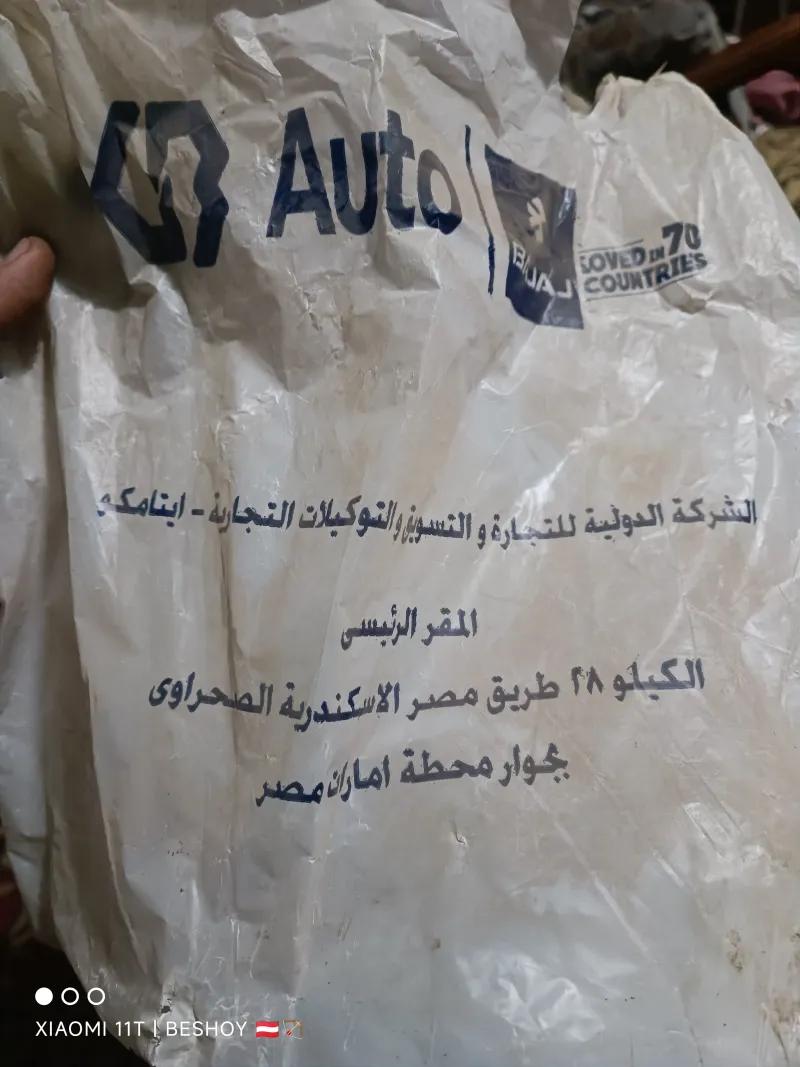 Auto
BAJAJ
LOVED IN 70
COUNTRIES
الشركة الدولية للتجارة و التسويق والتوكيلات التجارية - ايتامكو
المقر الرئيسى
الكيلو ٢٨ طريق مصر الاسكندرية الصحراوى
بجوار محطة امارات مصر
XIAOMI 11T | BESHOY